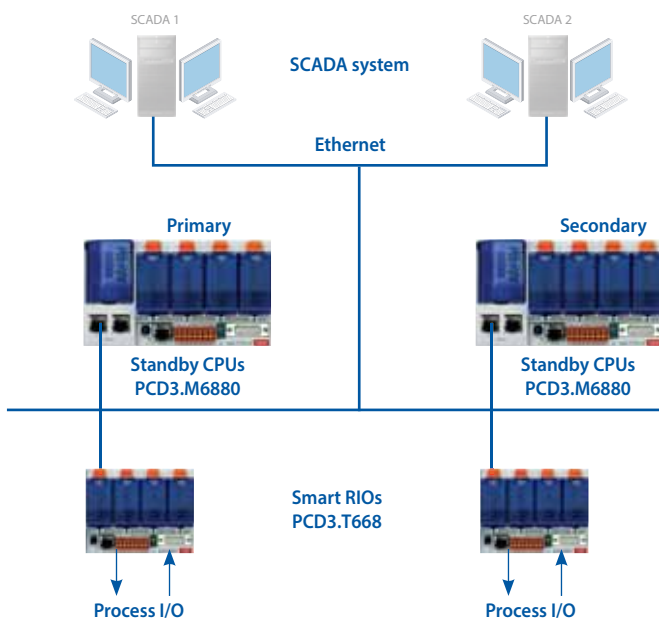 SCADA 1
SCADA 2
SCADA system
Ethernet
Primary
Secondary
Standby CPUs
PCD3.M6880
Standby CPUs
PCD3.M6880
Smart RIOs
PCD3.T668
Process I/O
Process I/O